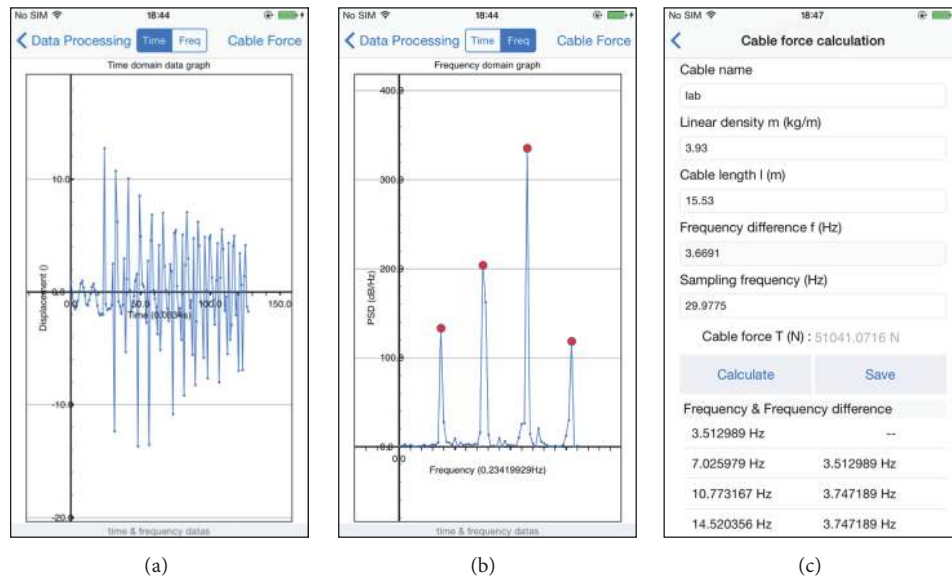 No SIM 18:44
Data Processing Time Freq Cable Force
Time domain data graph
10.0
Displacement ()
0.0 50.0 100.0 150.0
Time (0.0334s)
-10.0
-20.0
time & frequency datas
(a)
No SIM 18:44
Data Processing Time Freq Cable Force
Frequency domain graph
400.0
300.0
200.0
PSD (dB/Hz)
100.0
0.0
0.0
Frequency (0.23419929Hz)
time & frequency datas
(b)
No SIM 18:47
Cable force calculation
Cable name
lab
Linear density m (kg/m)
3.93
Cable length l (m)
15.53
Frequency difference f (Hz)
3.6691
Sampling frequency (Hz)
29.9775
Cable force T (N) : 51041.0716 N
Calculate Save
Frequency & Frequency difference
3.512989 Hz --
7.025979 Hz 3.512989 Hz
10.773167 Hz 3.747189 Hz
14.520356 Hz 3.747189 Hz
(c)